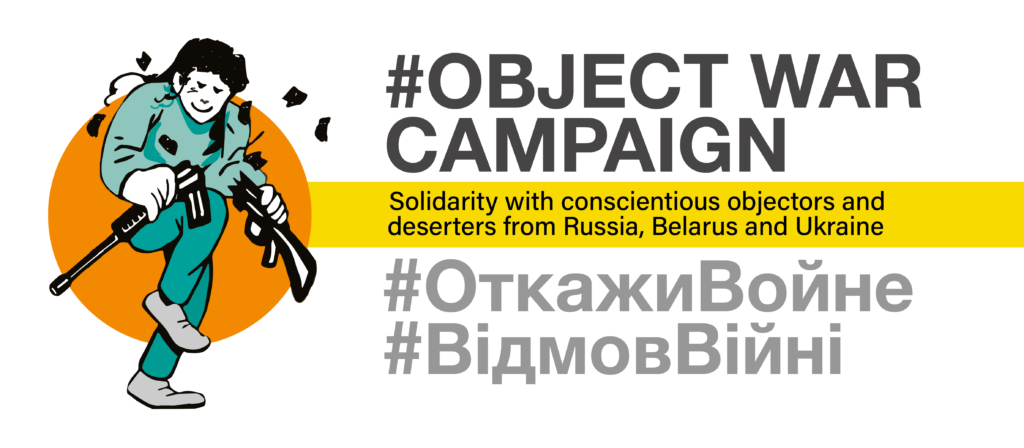 #OBJECT WAR
CAMPAIGN
Solidarity with conscientious objectors and
deserters from Russia, Belarus and Ukraine
#ОткажиВойне
#ВідмовВійні